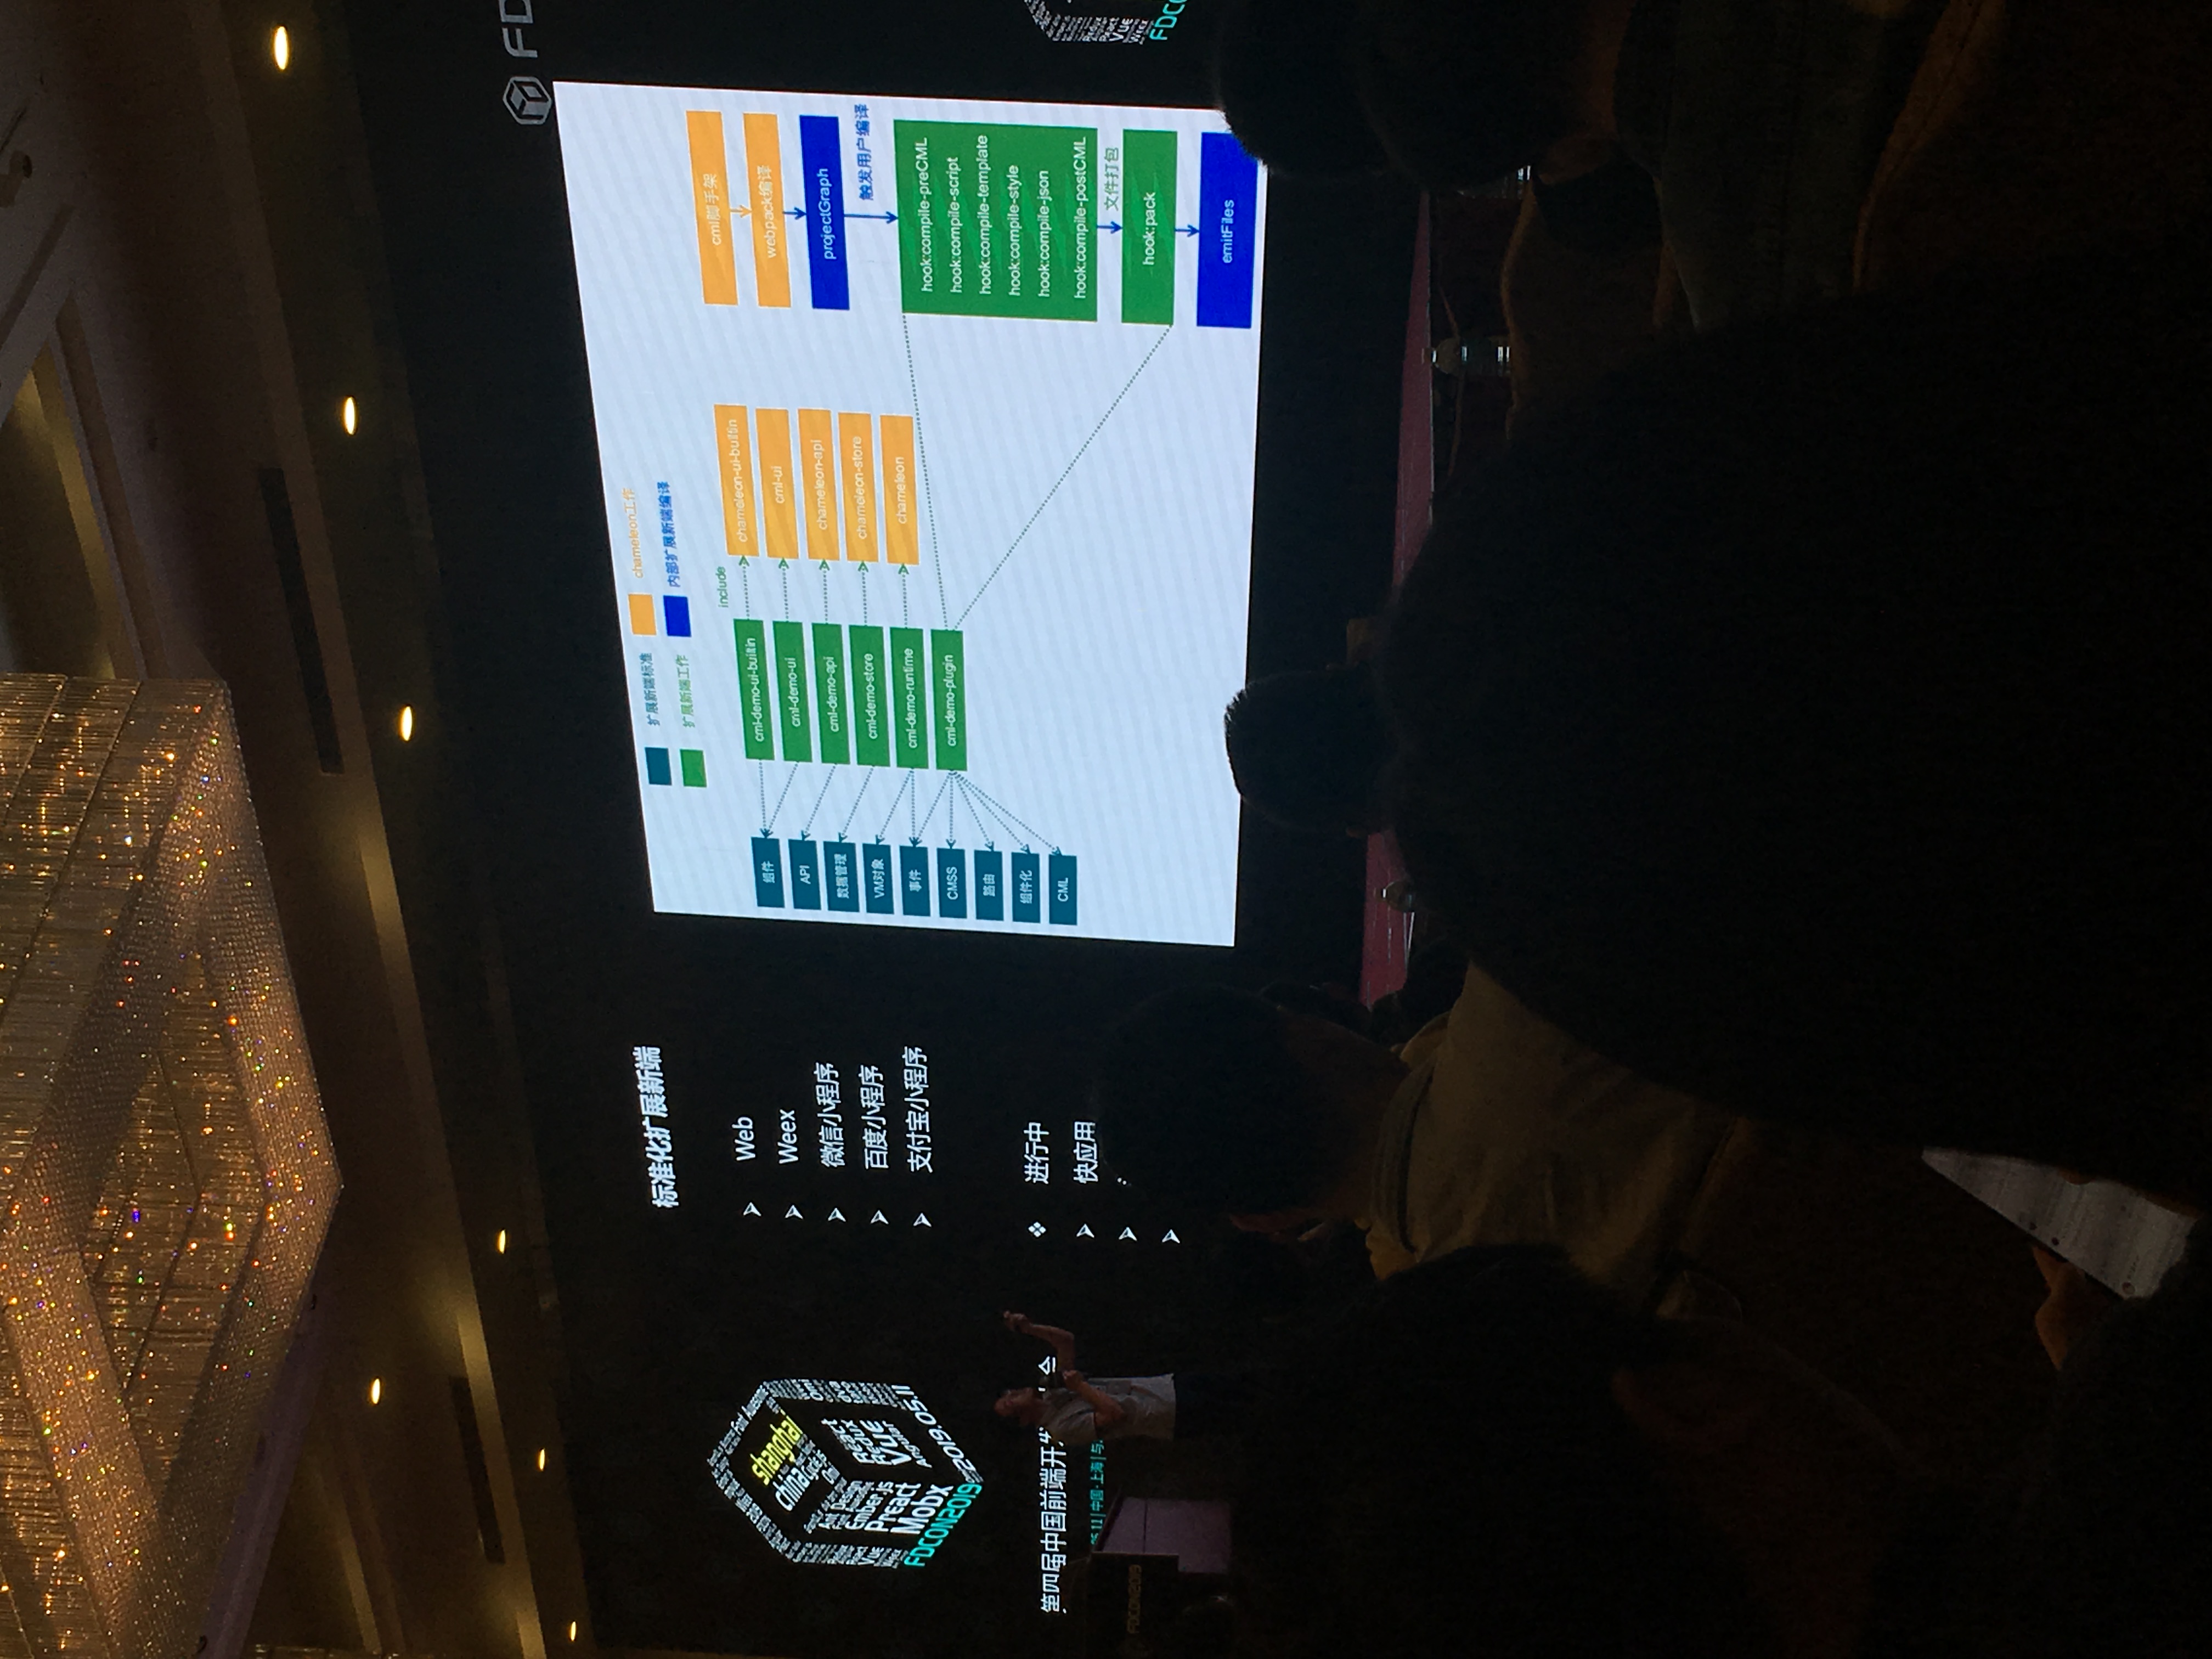 FD
shanghai
china
Ant Design
Ember.js
Preact
Mobx
FDCON2019
React
Redux
Vue
Angular
2019.05.11
第四届中国前端开发
会
05.11|中国·上海|与
FDCON2019
标准化扩展新端
Web
Weex
微信小程序
百度小程序
支付宝小程序
进行中
快应用
扩展新端标准
chameleon工作
扩展新端工作
内部扩展新端编译
include
组件
API
数据管理
VM对象
事件
CMSS
路由
组件化
CML
cml-demo-ui-builtin
cml-demo-ui
cml-demo-api
cml-demo-store
cml-demo-runtime
cml-demo-plugin
chameleon-ui-builtin
cml-ui
chameleon-api
chameleon-store
chameleon
cml脚手架
webpack编译
projectGraph
触发用户编译
hook:compile-preCML
hook:compile-script
hook:compile-template
hook:compile-style
hook:compile-json
hook:compile-postCML
文件打包
hook:pack
emitFiles
Redux
Preact
Vue
Weex
FDC